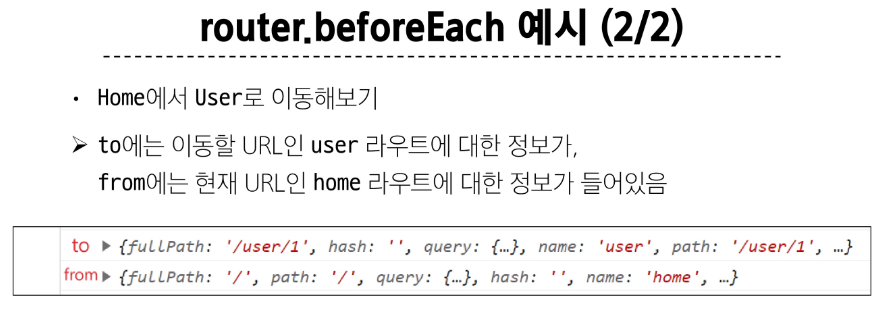 router.beforeEach 예시 (2/2)
• Home에서 User로 이동해보기
➢ to에는 이동할 URL인 user 라우트에 대한 정보가,
from에는 현재 URL인 home 라우트에 대한 정보가 들어있음
to ▶ {fullPath: '/user/1', hash: '', query: {…}, name: 'user', path: '/user/1', …}
from ▶ {fullPath: '/', path: '/', query: {…}, hash: '', name: 'home', …}